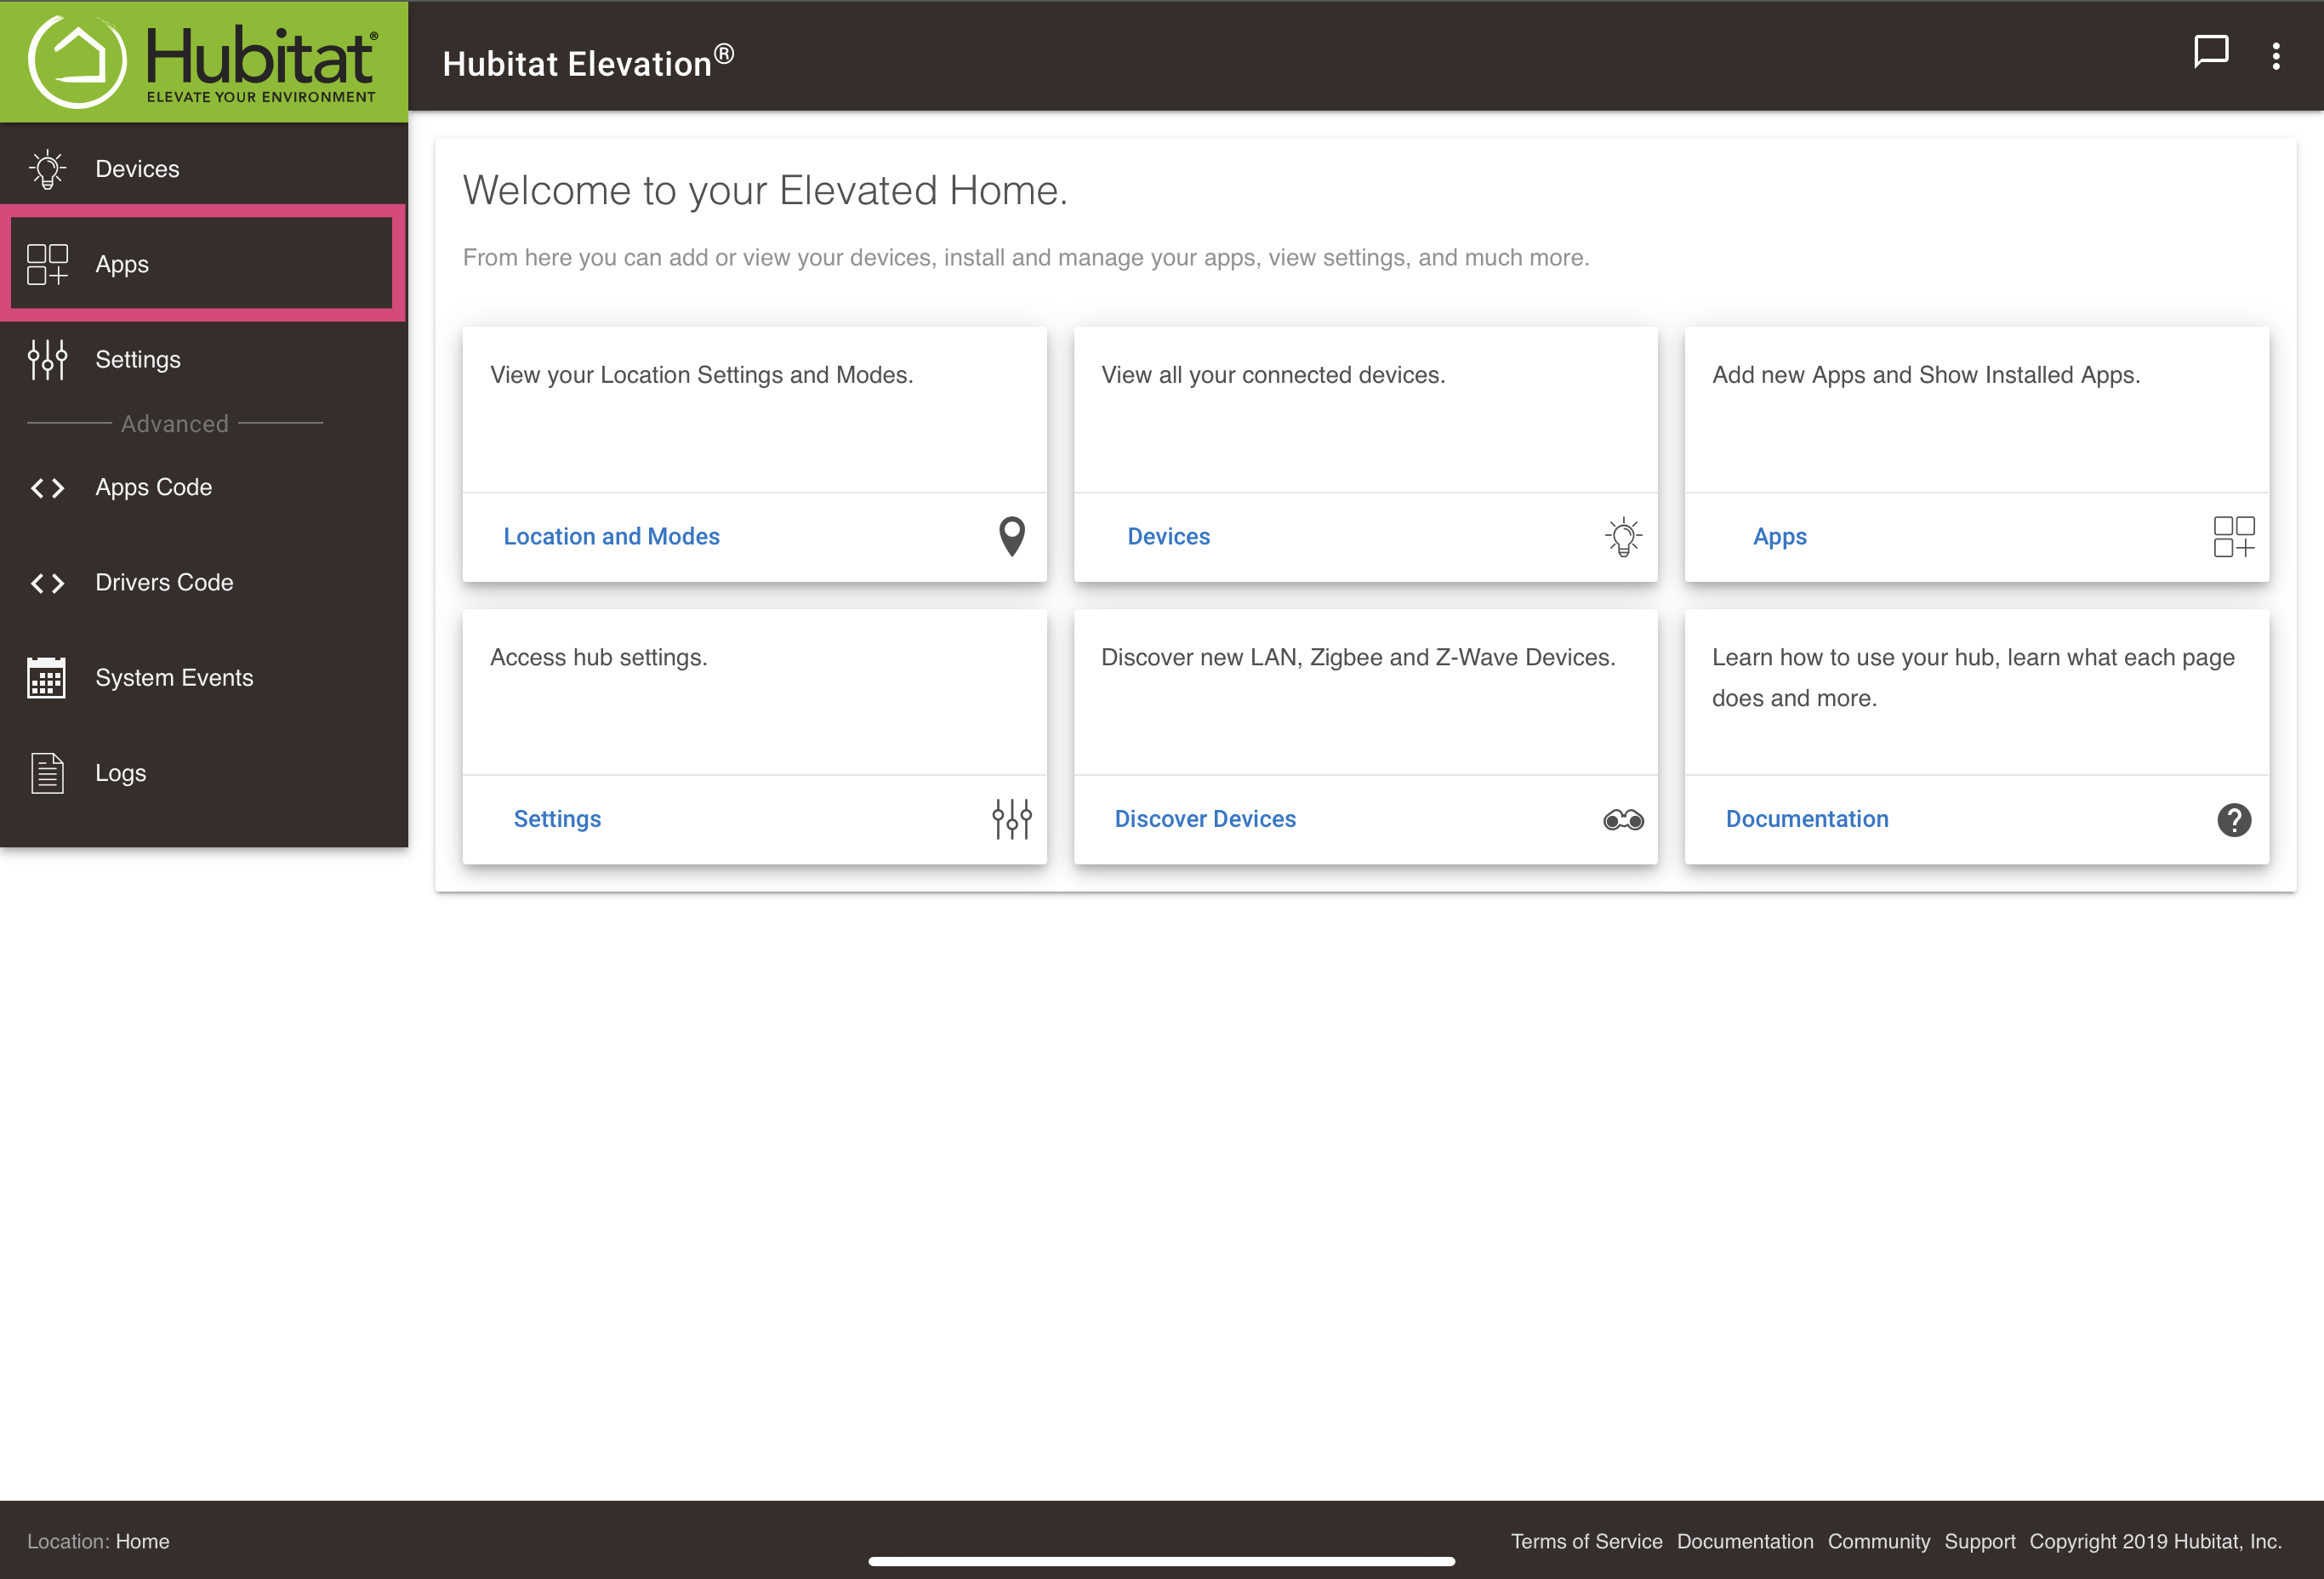 Hubitat®
ELEVATE YOUR ENVIRONMENT
Hubitat Elevation®
Devices
Apps
Settings
Advanced
Apps Code
Drivers Code
System Events
Logs
Welcome to your Elevated Home.
From here you can add or view your devices, install and manage your apps, view settings, and much more.
View your Location Settings and Modes.
Location and Modes
View all your connected devices.
Devices
Add new Apps and Show Installed Apps.
Apps
Access hub settings.
Settings
Discover new LAN, Zigbee and Z-Wave Devices.
Discover Devices
Learn how to use your hub, learn what each page
does and more.
Documentation
Location: Home
Terms of Service Documentation Community Support Copyright 2019 Hubitat, Inc.